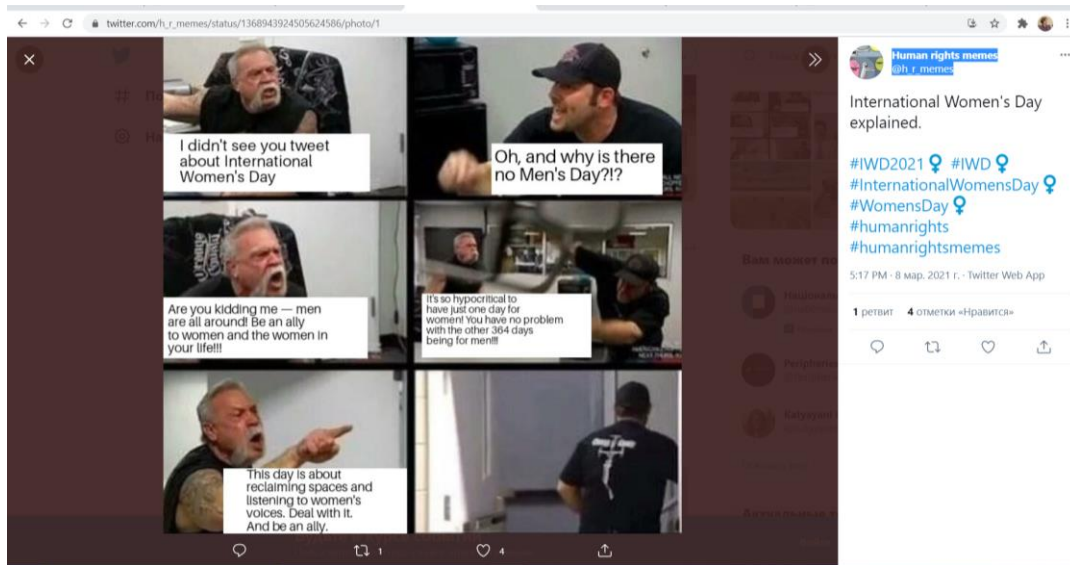 twitter.com/h_r_memes/status/1368943924505624586/photo/1
I didn't see you tweet
about International
Women's Day
Oh, and why is there
no Men's Day?!?
Are you kidding me — men
are all around! Be an ally
to women and the women in
your life!!!
It's so hypocritical to
have just one day for
women! You have no problem
with the other 364 days
being for men!!!
This day is about
reclaiming spaces and
listening to women's
voices. Deal with it.
And be an ally.
1
4
Human rights memes
@h_r_memes
International Women's Day
explained.
#IWD2021 #IWD
#InternationalWomensDay
#WomensDay
#humanrights
#humanrightsmemes
5:17 PM · 8 мар. 2021 г. · Twitter Web App
1 ретвит 4 отметки «Нравится»